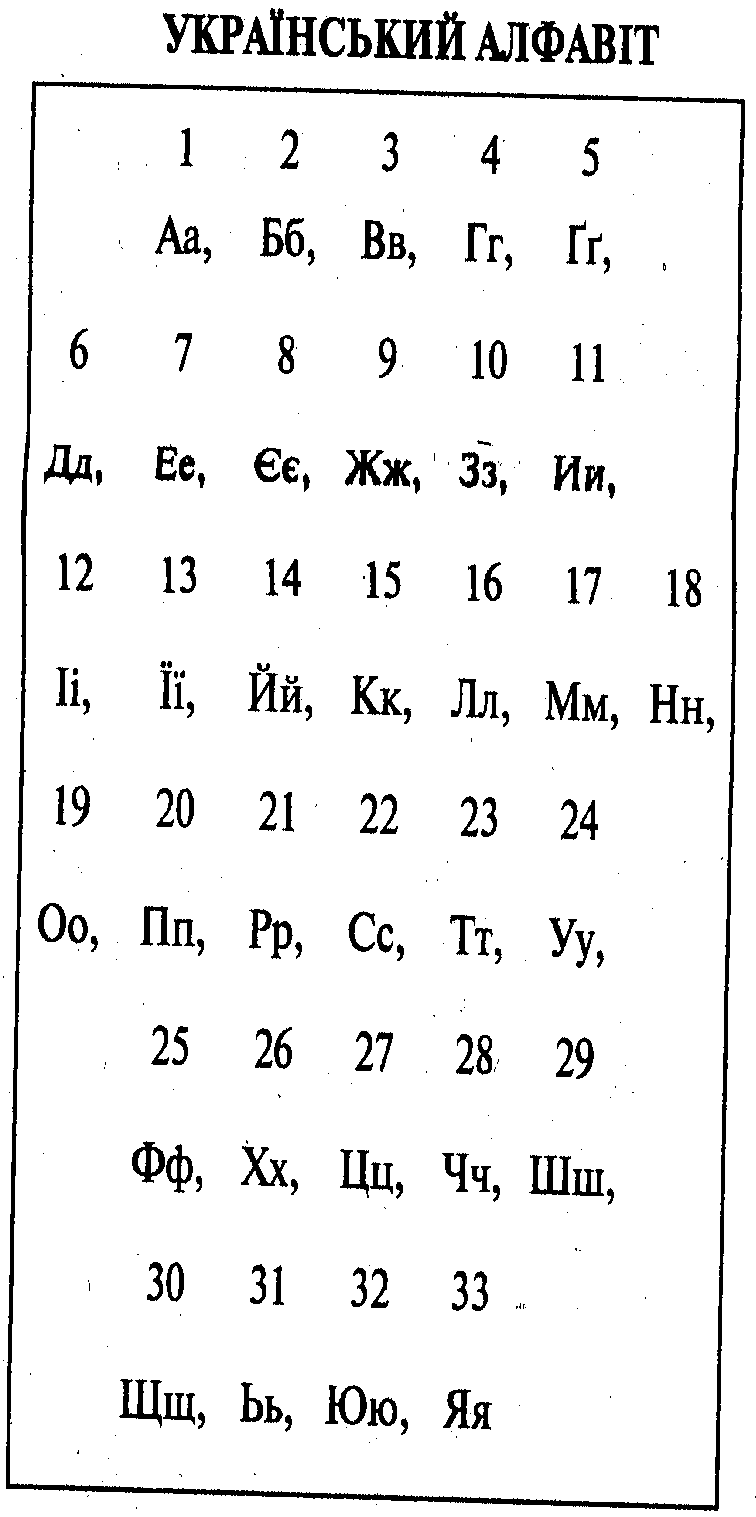 УКРАЇНСЬКИЙ АЛФАВІТ
1 2 3 4 5
Аа, Бб, Вв, Гг, Ґґ,
6 7 8 9 10 11
Дд, Ее, Єє, Жж, Зз, Ии,
12 13 14 15 16 17 18
Іі, Її, Йй, Кк, Лл, Мм, Нн,
19 20 21 22 23 24
Оо, Пп, Рр, Сс, Тт, Уу,
25 26 27 28 29
Фф, Хх, Цц, Чч, Шш,
30 31 32 33
Щщ, Ьь, Юю, Яя